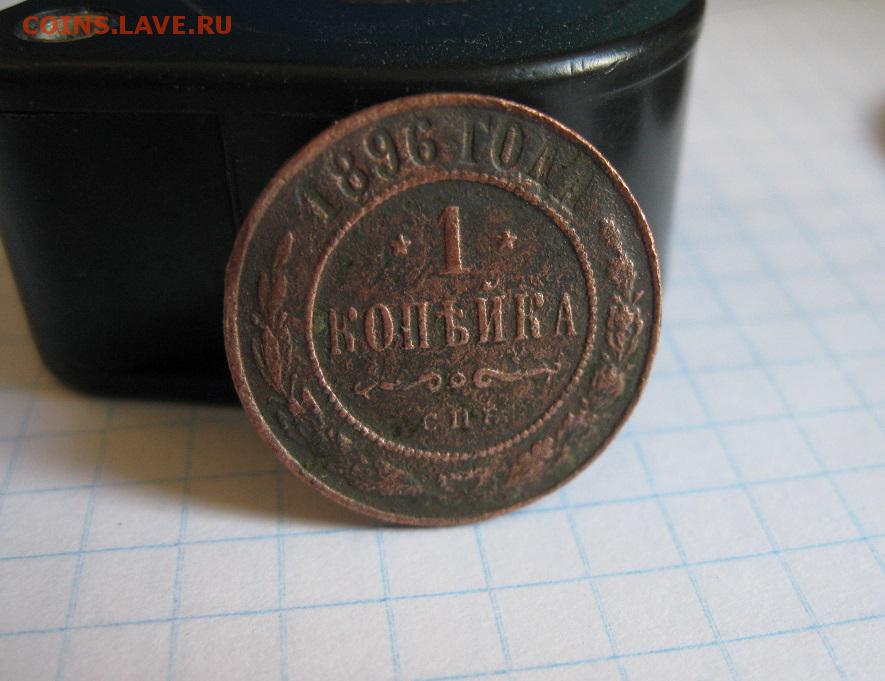 COINS.LAVE.RU
1896 ГОДА
1
КОПѢЙКА
С.П.Б.